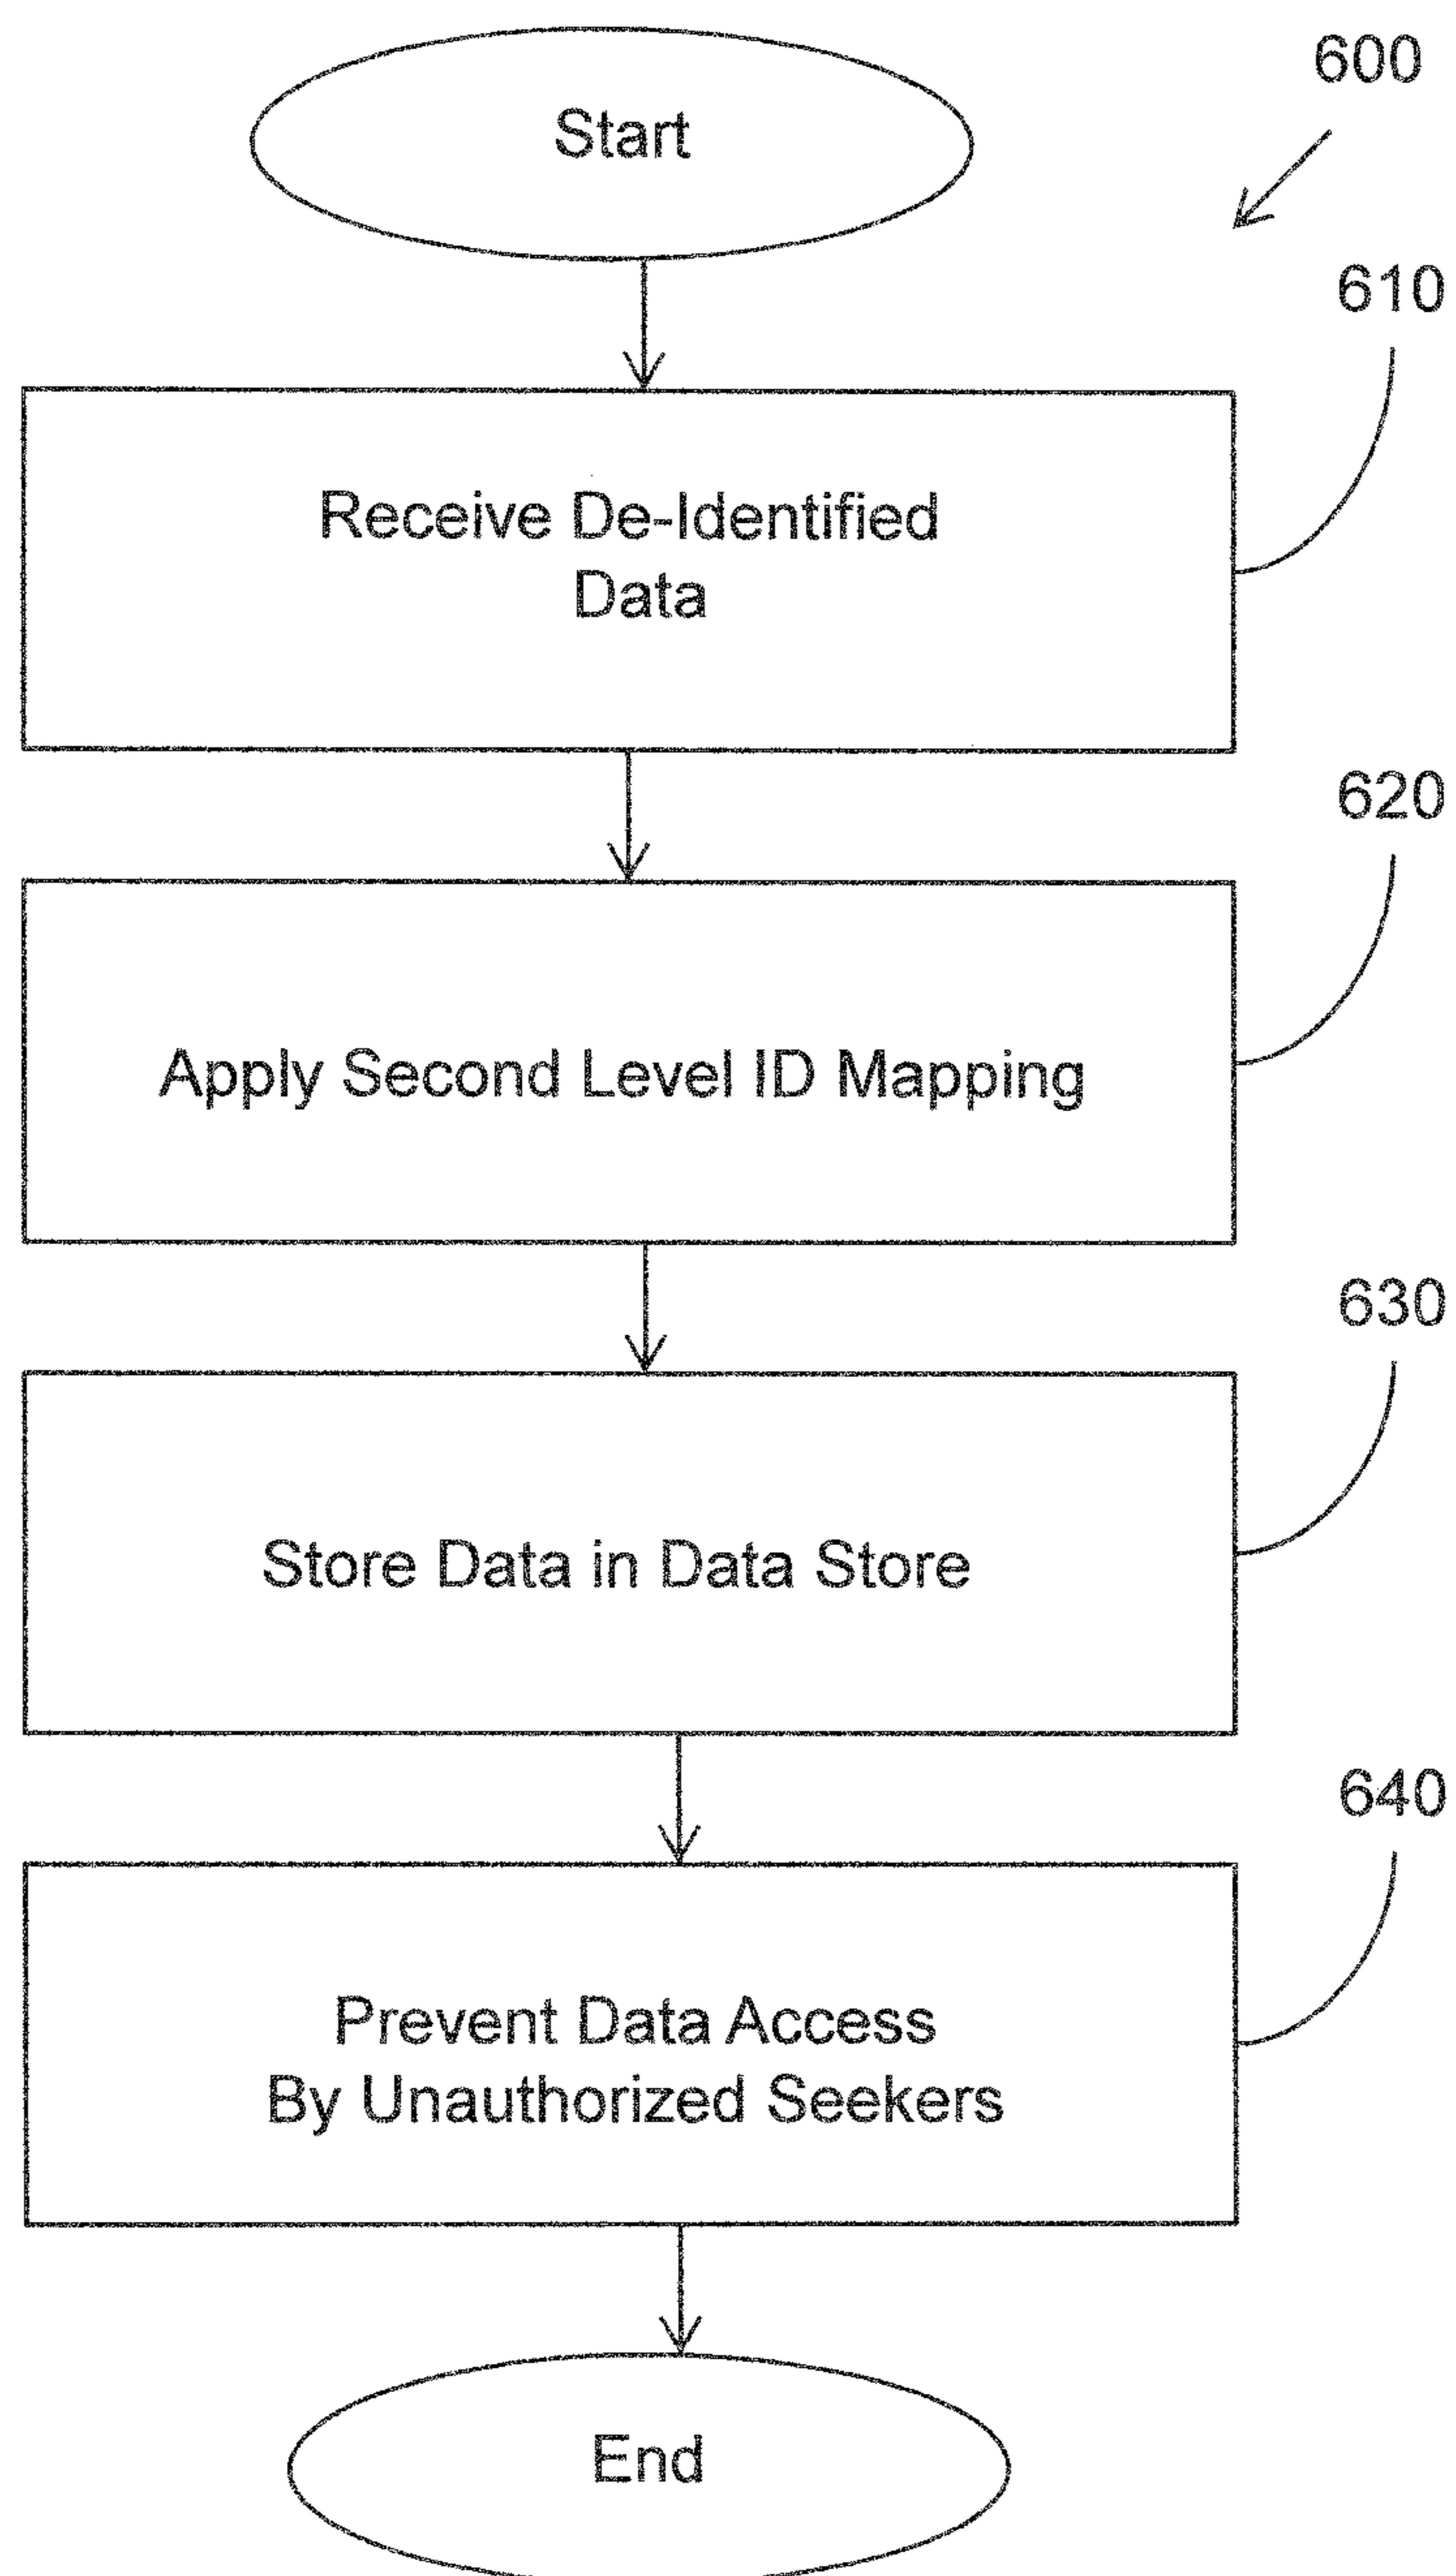 Start
600
610
Receive De-Identified
Data
620
Apply Second Level ID Mapping
630
Store Data in Data Store
640
Prevent Data Access
By Unauthorized Seekers
End